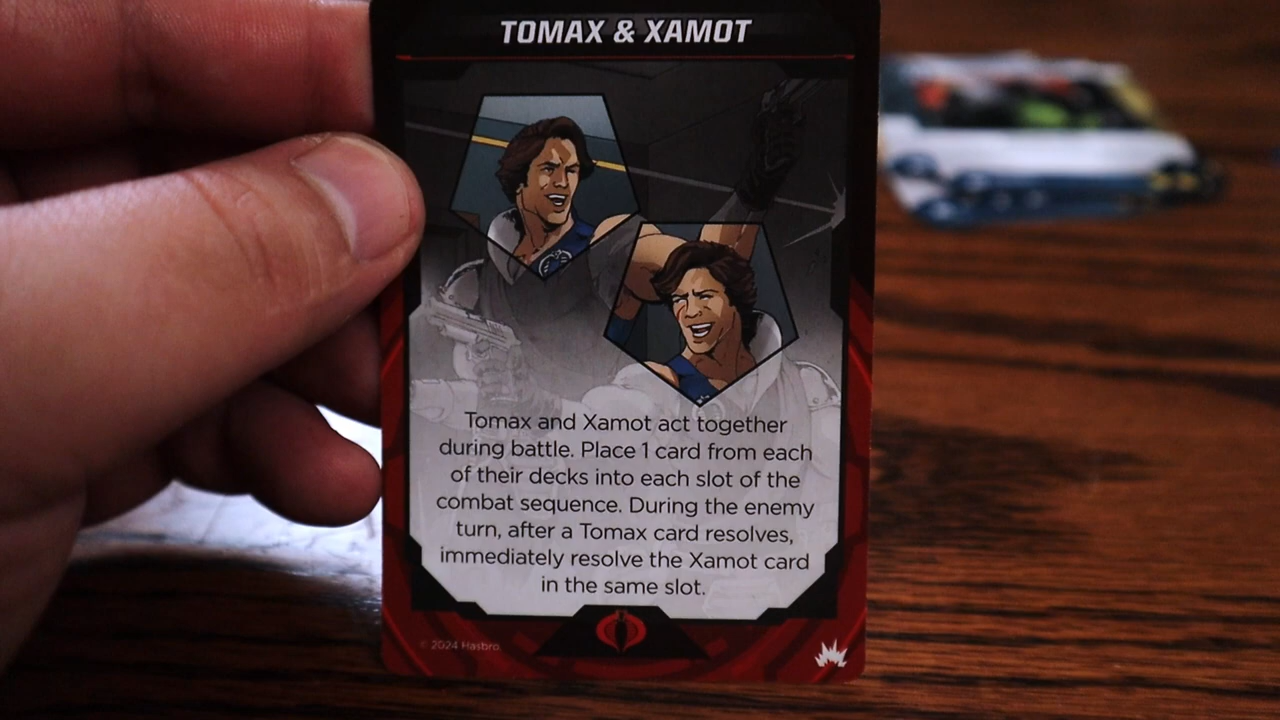 TOMAX & XAMOT
Tomax and Xamot act together
during battle. Place 1 card from each
of their decks into each slot of the
combat sequence. During the enemy
turn, after a Tomax card resolves,
immediately resolve the Xamot card
in the same slot.
© 2024 Hasbro.